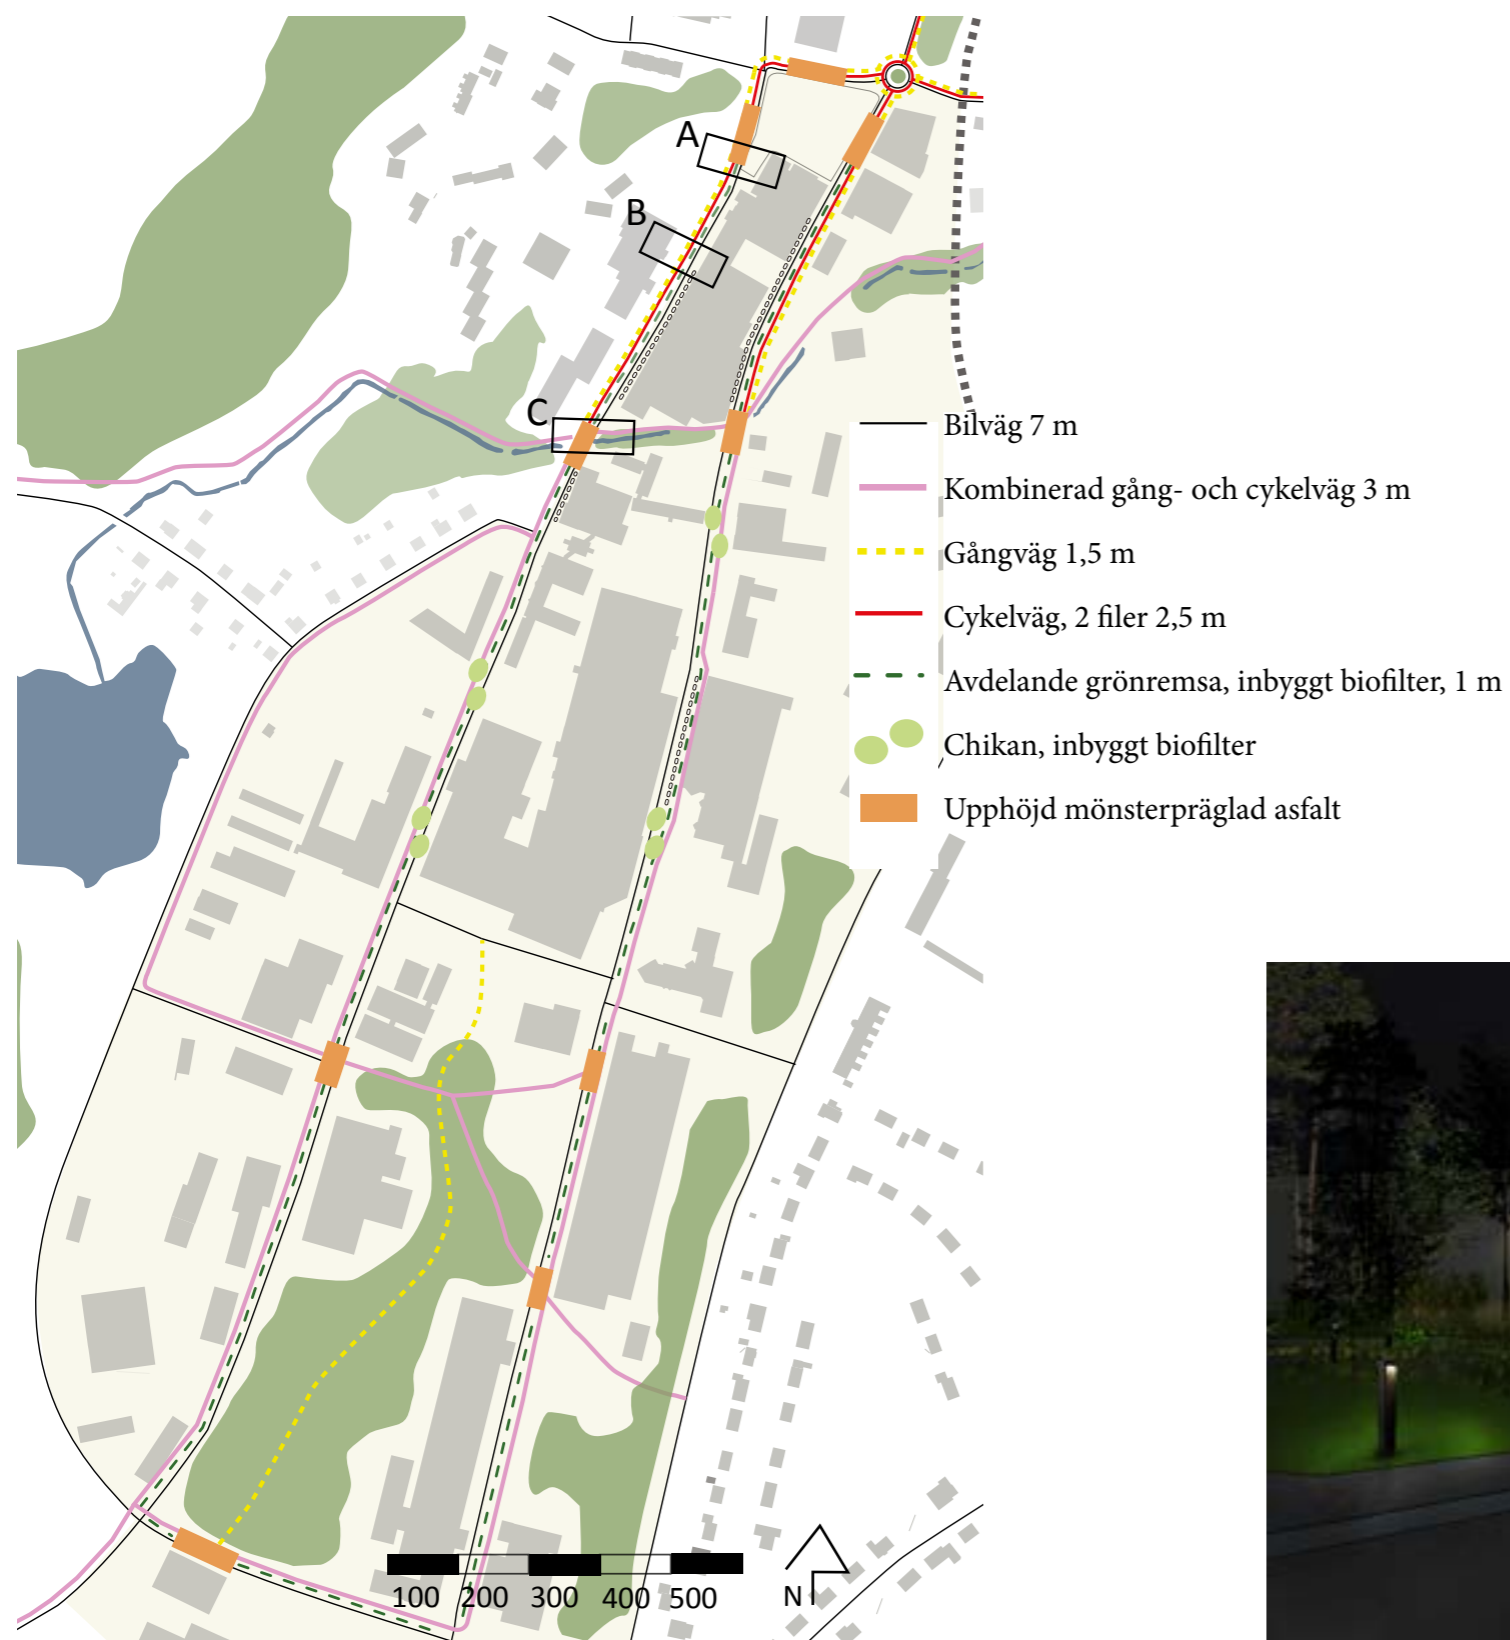 A
B
C
Bilväg 7 m
Kombinerad gång- och cykelväg 3 m
Gångväg 1,5 m
Cykelväg, 2 filer 2,5 m
Avdelande grönremsa, inbyggt biofilter, 1 m
Chikan, inbyggt biofilter
Upphöjd mönsterpräglad asfalt
100 200 300 400 500
N